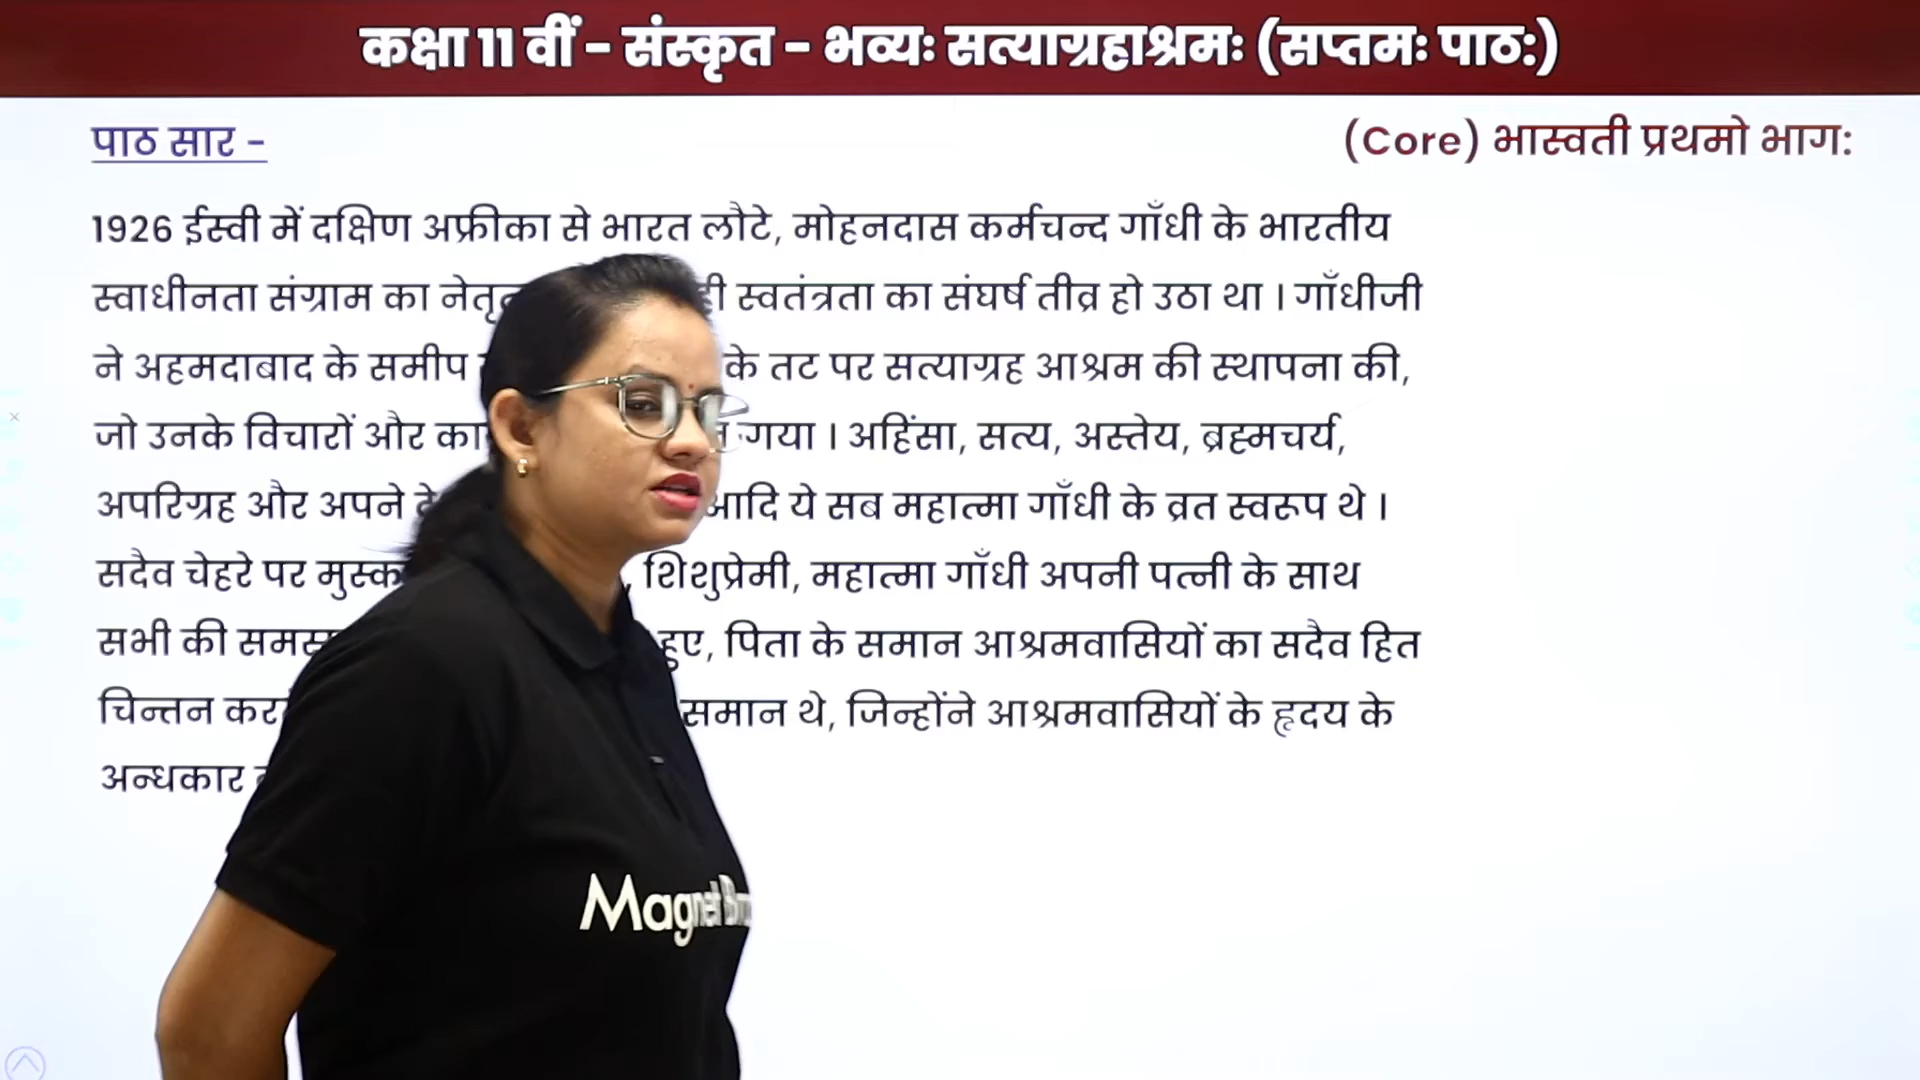 कक्षा 11 वीं - संस्कृत - भव्यः सत्याग्रहाश्रमः (सप्तमः पाठ:)
पाठ सार -
(Core) भास्वती प्रथमो भाग:
1926 ईस्वी में दक्षिण अफ्रीका से भारत लौटे, मोहनदास कर्मचन्द गाँधी के भारतीय
स्वाधीनता संग्राम का स्वतंत्रता का संघर्ष तीव्र हो उठा था । गाँधीजी
ने अहमदाबाद के समीप के तट पर सत्याग्रह आश्रम की स्थापना की,
जो उनके विचारों और गया । अहिंसा, सत्य, अस्तेय, ब्रह्मचर्य,
अपरिग्रह और अपने आदि ये सब महात्मा गाँधी के व्रत स्वरूप थे ।
सदैव चेहरे पर शिशुप्रेमी, महात्मा गाँधी अपनी पत्नी के साथ
सभी की हुए, पिता के समान आश्रमवासियों का सदैव हित
चिन्तन समान थे, जिन्होंने आश्रमवासियों के हृदय के
अन्धकार